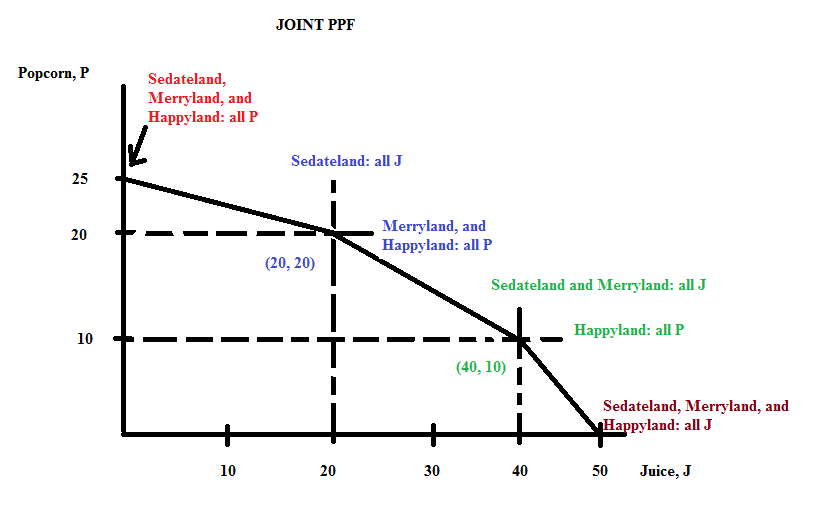 JOINT PPF
Popcorn, P
Sedateland,
Merryland, and
Happyland: all P
Sedateland: all J
25
Merryland, and
Happyland: all P
20
(20, 20)
Sedateland and Merryland: all J
Happyland: all P
10
(40, 10)
Sedateland, Merryland, and
Happyland: all J
10
20
30
40
50
Juice, J